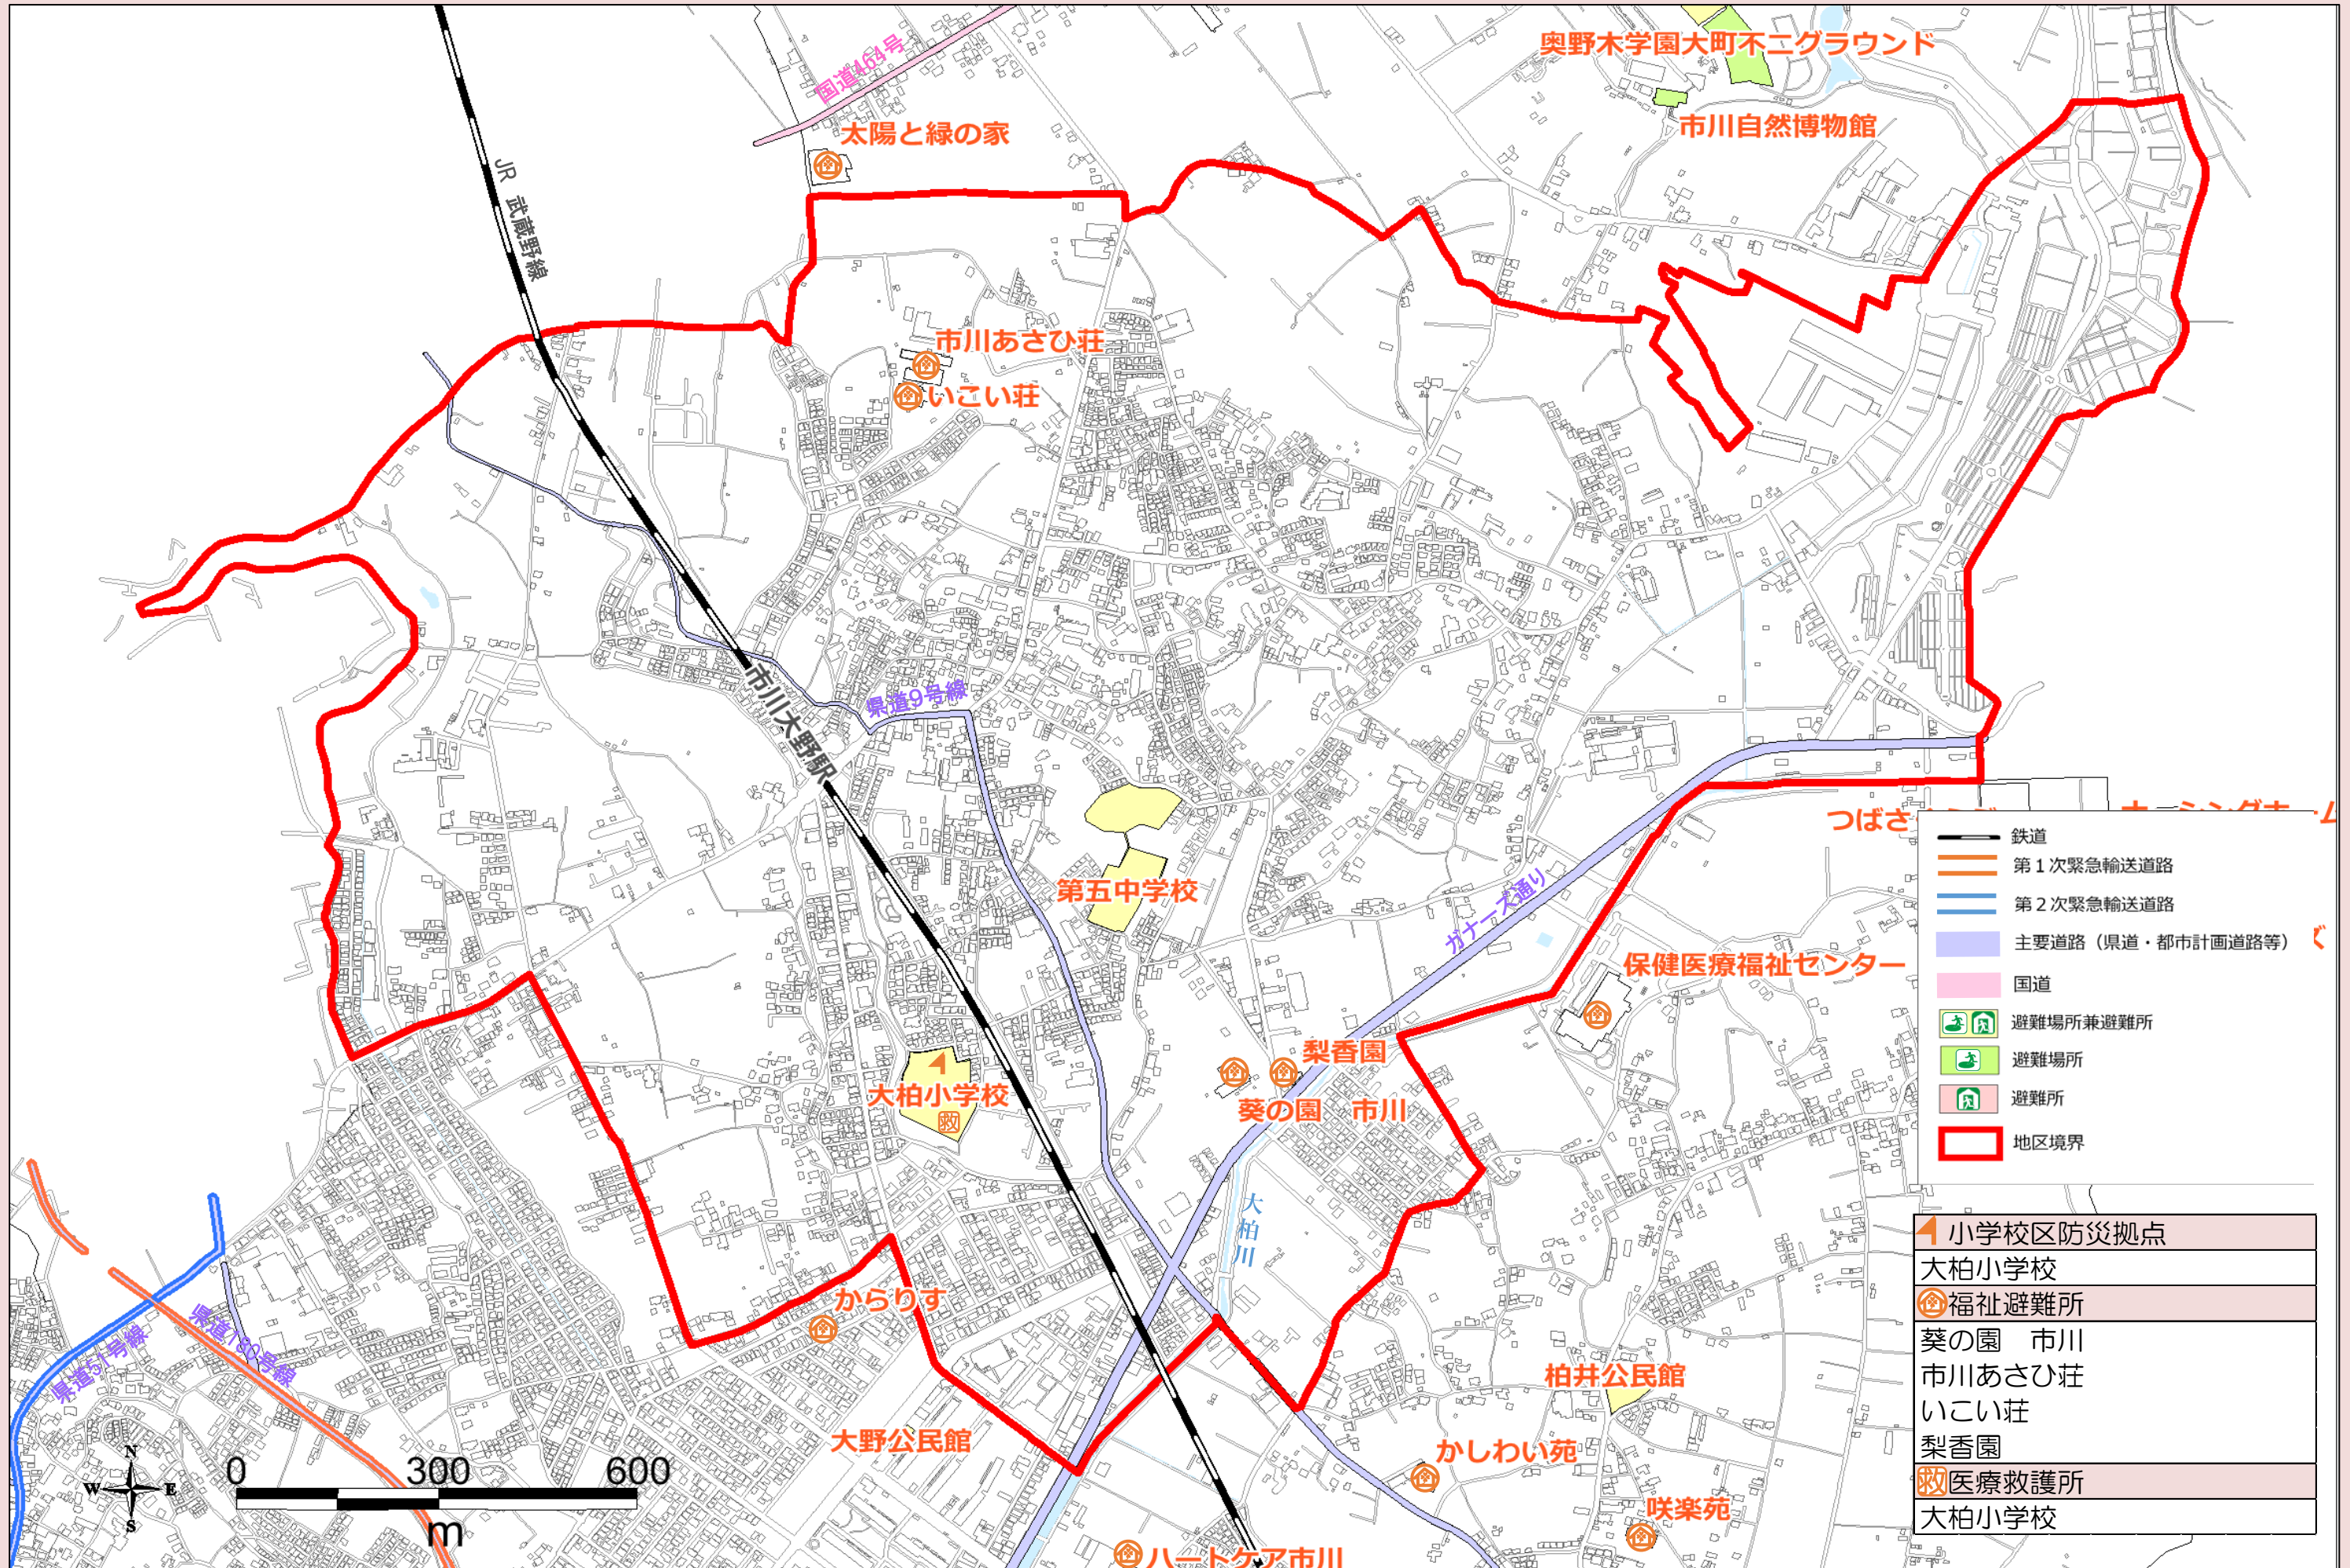 奥野木学園大町不二グラウンド
国道464号
太陽と緑の家
市川自然博物館
JR 武蔵野線
市川あさひ荘
いこい荘
県道9号線
市川大野駅
つばさ
第五中学校
ガナーズ通り
保健医療福祉センター
梨香園
大柏小学校
救
葵の園 市川
大柏川
からりす
県道180号線
県道51号線
柏井公民館
大野公民館
かしわい苑
咲楽苑
ハートケア市川
N
W E
S
0 300 600
m
鉄道
第1次緊急輸送道路
第2次緊急輸送道路
主要道路(県道・都市計画道路等)
国道
避難場所兼避難所
避難場所
避難所
地区境界
小学校区防災拠点
大柏小学校
福祉避難所
葵の園 市川
市川あさひ荘
いこい荘
梨香園
救医療救護所
大柏小学校